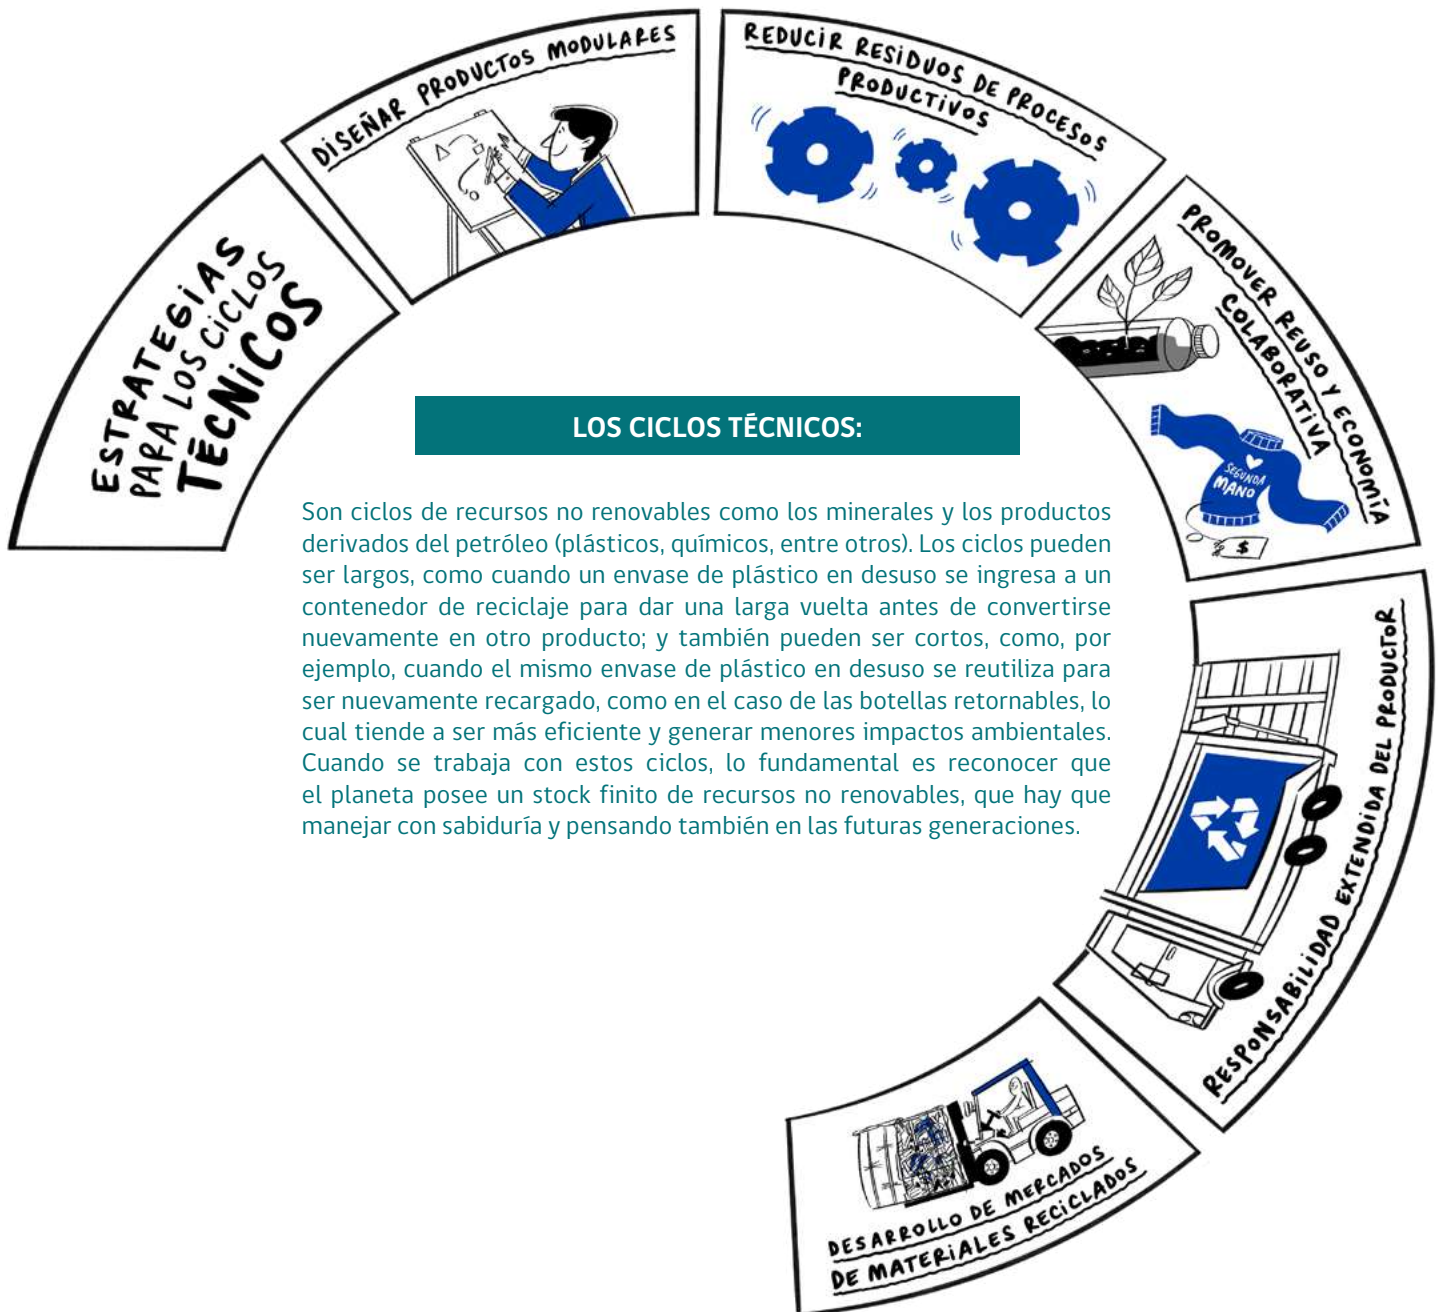 ESTRATEGIAS
PARA LOS CiCLOS
TÉCNiCOS
DiSEÑAR PRODUCTOS MODULARES
REDUCiR RESiDUOS DE PROCESOS
PRODUCTiVOS
PROMOVER REUSO Y ECONOMÍA
COLABORATiVA
SEGUNDA
MANO
$
RESPONSABiLiDAD EXTENDiDA DEL PRODUCTOR
DESARROLLO DE MERCADOS
DE MATERiALES RECiCLADOS
LOS CICLOS TÉCNICOS:
Son ciclos de recursos no renovables como los minerales y los productos
derivados del petróleo (plásticos, químicos, entre otros). Los ciclos pueden
ser largos, como cuando un envase de plástico en desuso se ingresa a un
contenedor de reciclaje para dar una larga vuelta antes de convertirse
nuevamente en otro producto; y también pueden ser cortos, como, por
ejemplo, cuando el mismo envase de plástico en desuso se reutiliza para
ser nuevamente recargado, como en el caso de las botellas retornables, lo
cual tiende a ser más eficiente y generar menores impactos ambientales.
Cuando se trabaja con estos ciclos, lo fundamental es reconocer que
el planeta posee un stock finito de recursos no renovables, que hay que
manejar con sabiduría y pensando también en las futuras generaciones.